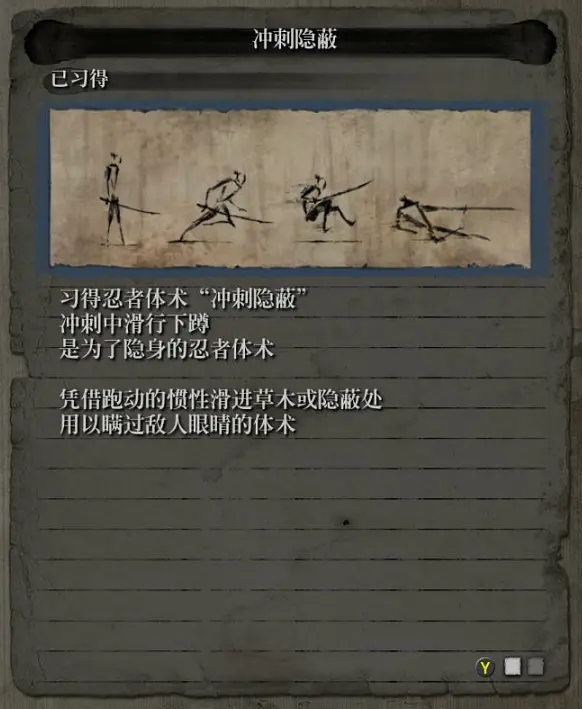 冲刺隐蔽
已习得
习得忍者体术“冲刺隐蔽”
冲刺中滑行下蹲
是为了隐身的忍者体术
凭借跑动的惯性滑进草木或隐蔽处
用以瞒过敌人眼睛的体术
Y